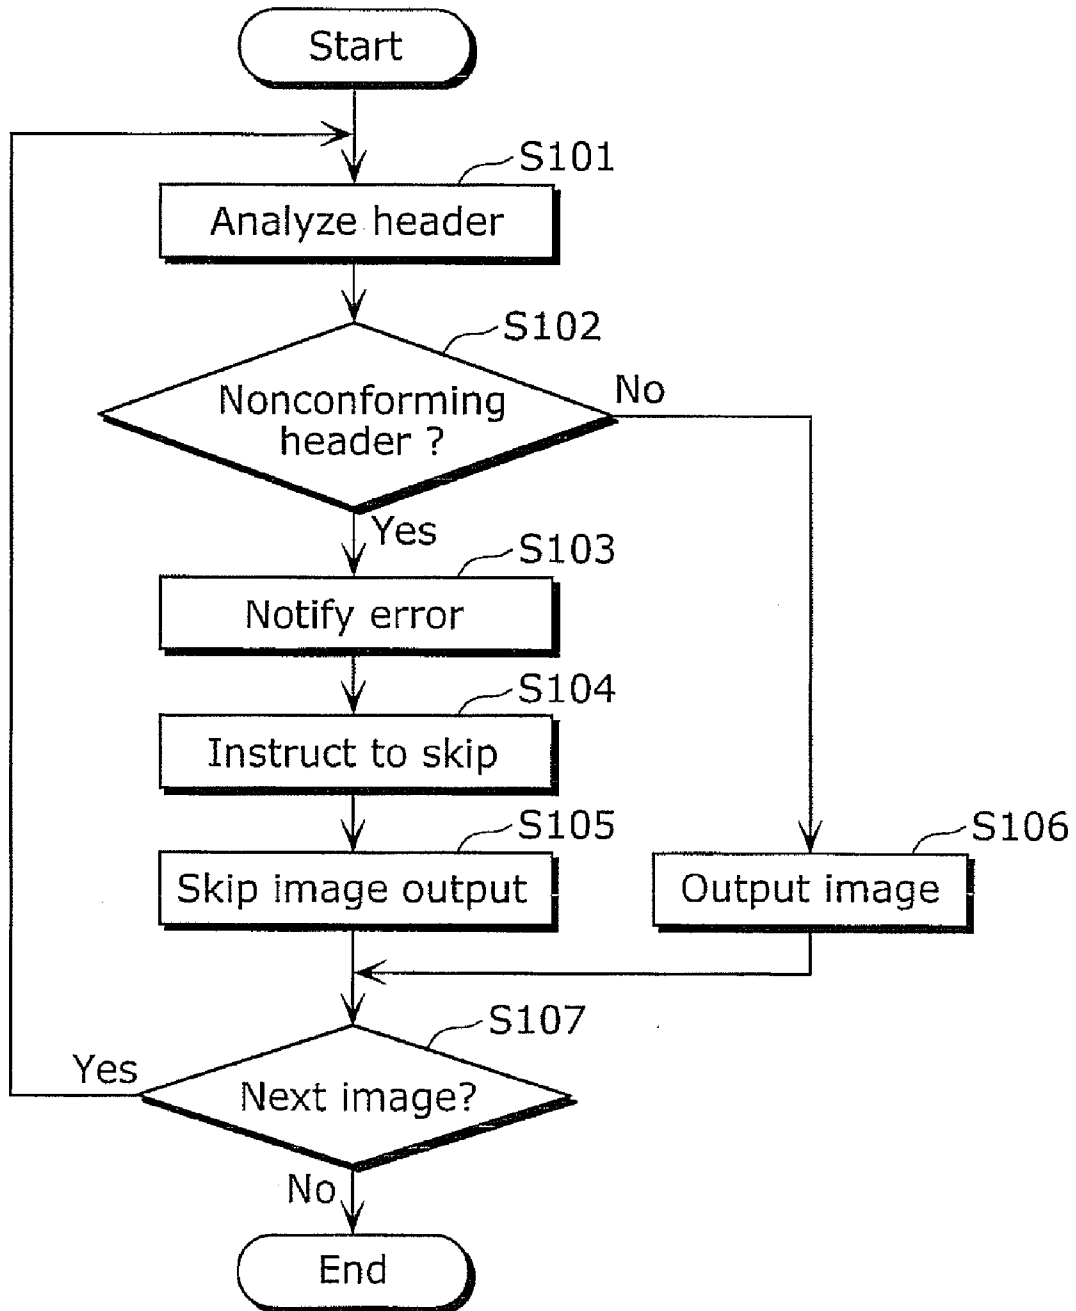 Start
S101
Analyze header
S102
Nonconforming
header ?
No
Yes
S103
Notify error
S104
Instruct to skip
S105
Skip image output
S106
Output image
S107
Yes
Next image?
No
End